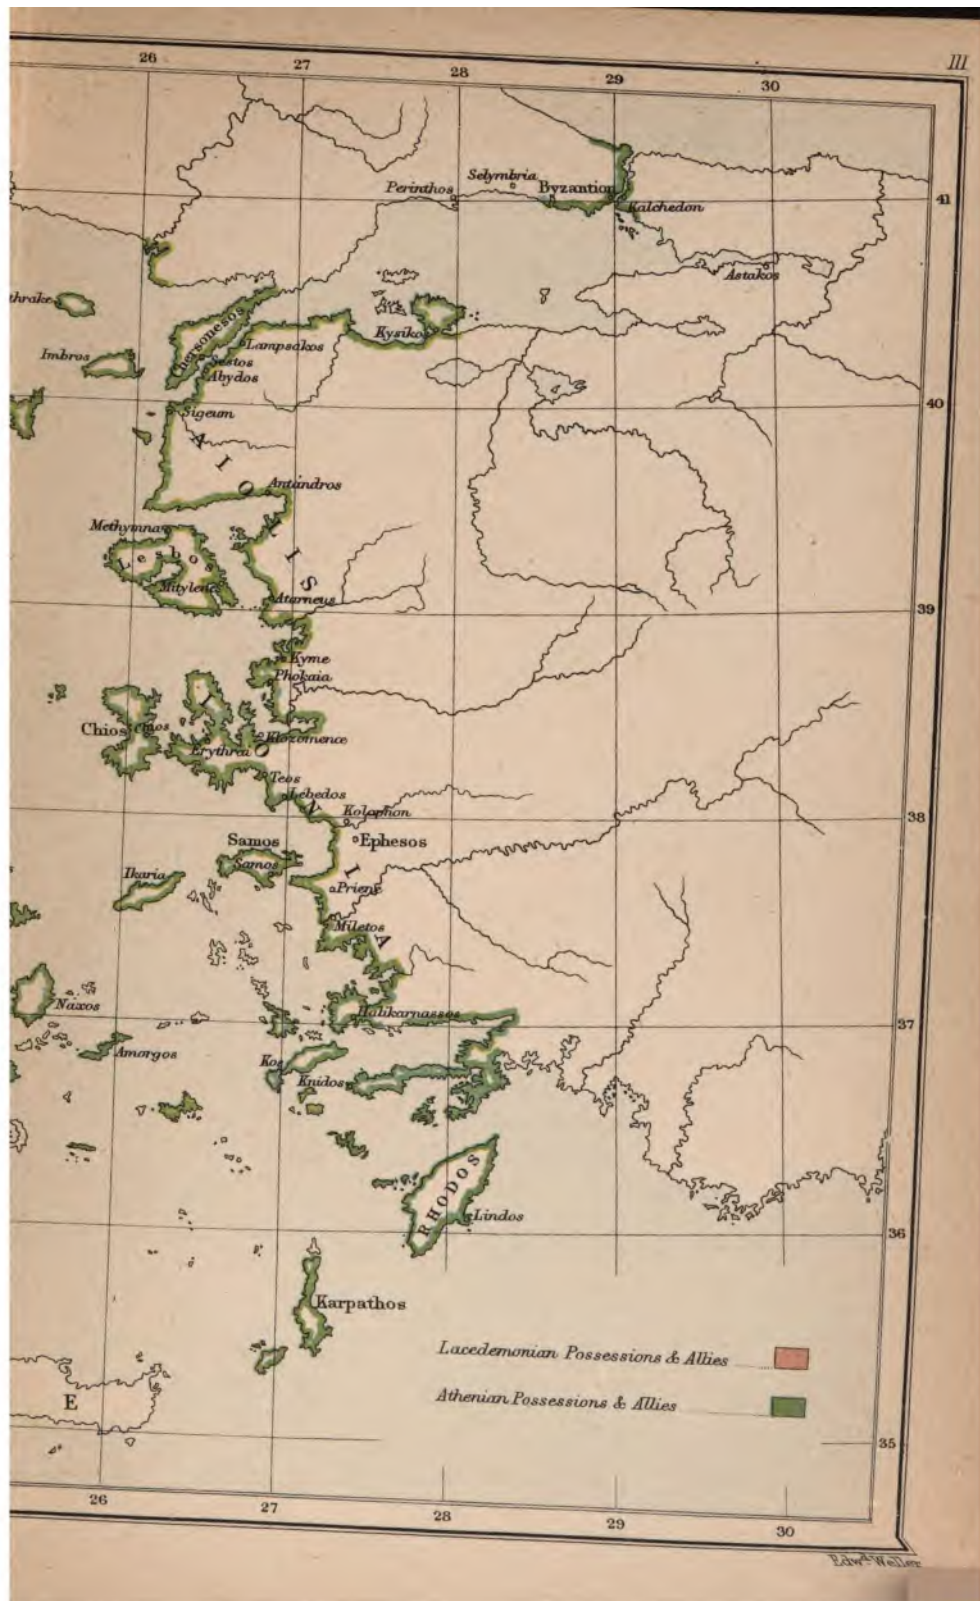 III
26
27
28
29
30
Selymbria
Perinthos
Byzantion
41
Kalchedon
Astakos
thrake
Chersonesos
Kysikos
Lampsakos
Imbros
Sestos
Abydos
40
Sigeum
AIOLIS
Antandros
Methymna
Lesbos
Mitylene
Atarneus
39
Kyme
Phokaia
Chios
Chios
IONIA
Klazomence
Erythrai
Teos
Lebedos
38
Kolophon
Ephesos
Samos
Samos
Ikaria
Priene
Miletos
Naxos
Halikarnassos
37
Amorgos
Kos
Knidos
RHODOS
Lindos
36
Karpathos
Lacedemonian Possessions & Allies
Athenian Possessions & Allies
E
35
26
27
28
29
30
Edwd. Weller